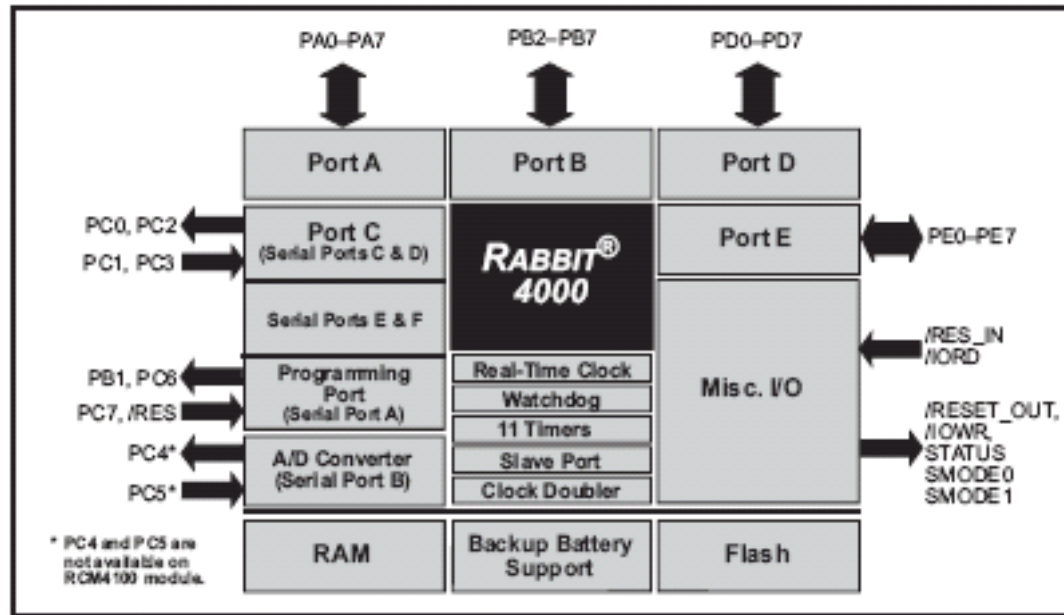 PA0–PA7
PB2–PB7
PD0–PD7
Port A
Port B
Port D
PC0, PC2
PC1, PC3
Port C
(Serial Ports C & D)
RABBIT®
4000
Port E
PE0–PE7
Serial Ports E & F
PB1, PC6
PC7, /RES
Programming
Port
(Serial Port A)
Real-Time Clock
Watchdog
11 Timers
Slave Port
Clock Doubler
Misc. I/O
/RES_IN
/IORD
/RESET_OUT,
/IOWR,
STATUS
SMODE0
SMODE1
PC4*
PC5*
A/D Converter
(Serial Port B)
* PC4 and PC5 are
not available on
RCM4100 module.
RAM
Backup Battery
Support
Flash